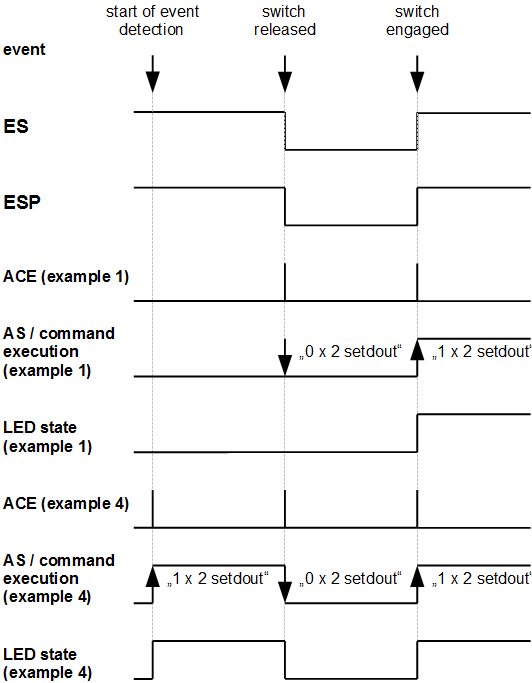 start of event switch switch
detection released engaged
event
ES
ESP
ACE (example 1)
AS / command
execution „0 x 2 setdout“ „1 x 2 setdout“
(example 1)
LED state
(example 1)
ACE (example 4)
AS / command
execution „1 x 2 setdout“ „0 x 2 setdout“ „1 x 2 setdout“
(example 4)
LED state
(example 4)